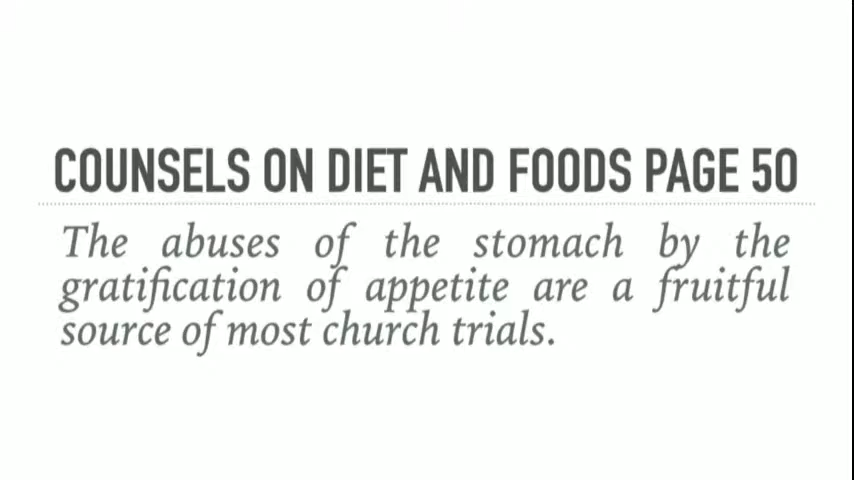 COUNSELS ON DIET AND FOODS PAGE 50
The abuses of the stomach by the
gratification of appetite are a fruitful
source of most church trials.